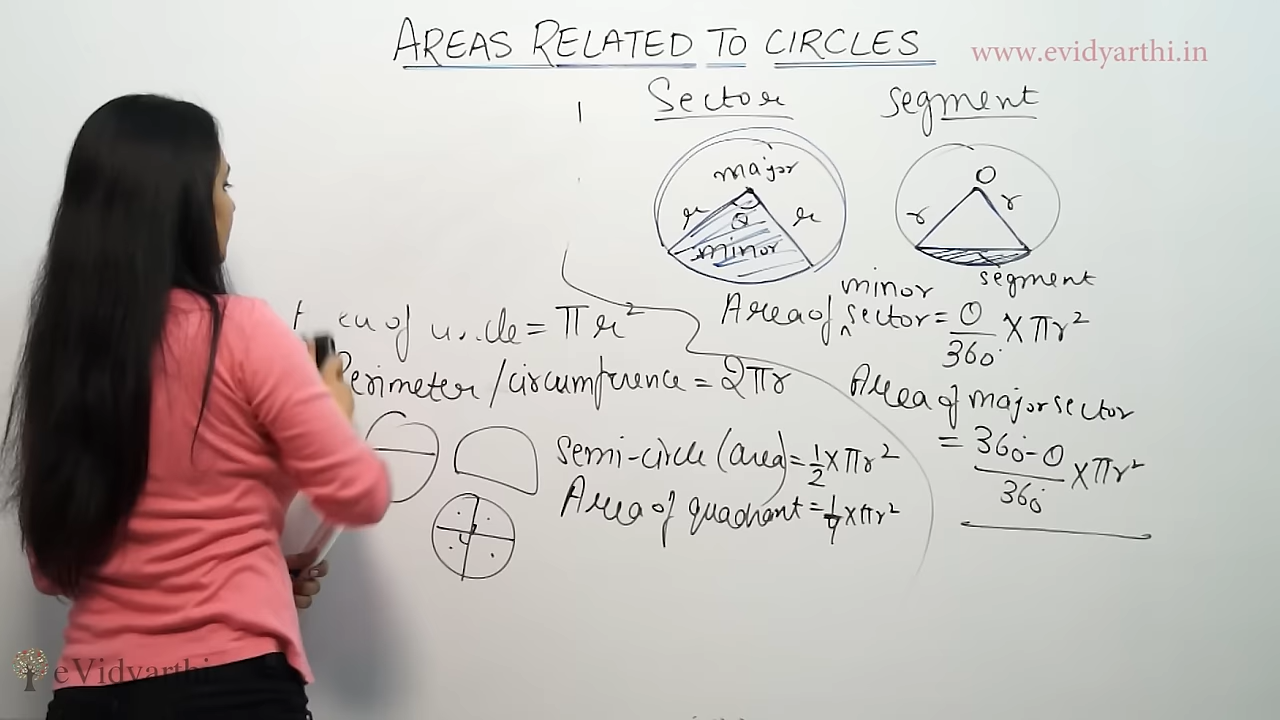 AREAS RELATED TO CIRCLES
www.evidyarthi.in
Sector
segment
major
O
r
r
θ
r
r
minor
segment
minor
Area of ^ sector = θ/360° × πr²
of = πr²
Perimeter / circumference = 2πr
Area of major sector
= 360° - θ/360° × πr²
semi-circle (area) = 1/2 × πr²
Area of quadrant = 1/4 × πr²
eVidyarthi